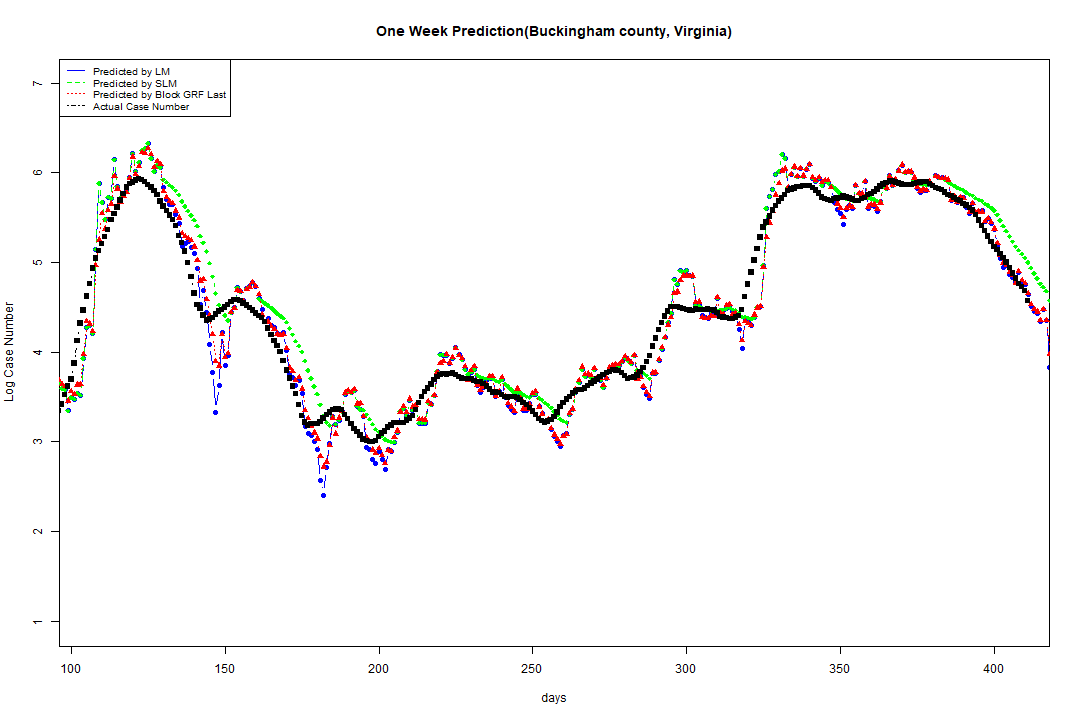 One Week Prediction(Buckingham county, Virginia)
Predicted by LM
Predicted by SLM
Predicted by Block GRF Last
Actual Case Number
7
6
5
4
3
2
1
Log Case Number
100 150 200 250 300 350 400
days